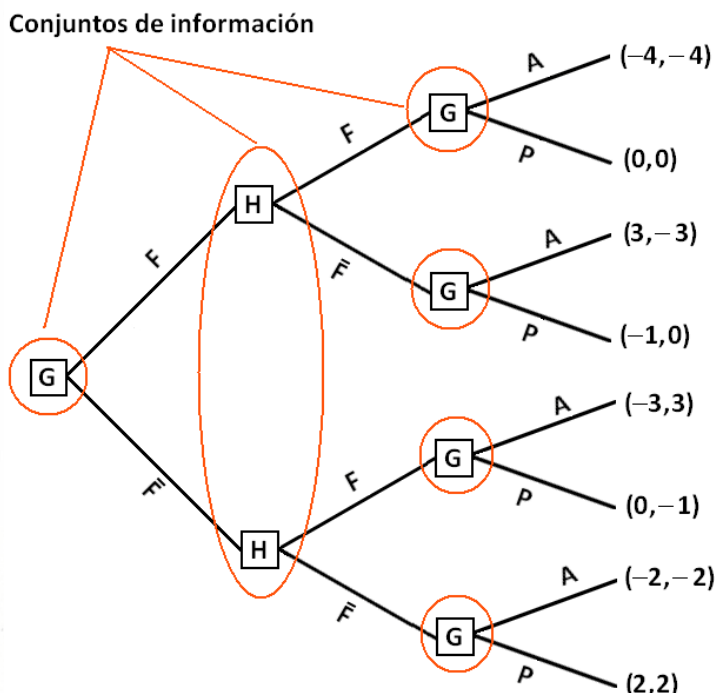 Conjuntos de información
A
(−4,−4)
F
G
P
(0,0)
H
A
(3,−3)
F
F̄
G
P
(−1,0)
G
A
(−3,3)
F
G
F̄
P
(0,−1)
H
A
(−2,−2)
F̄
G
P
(2,2)